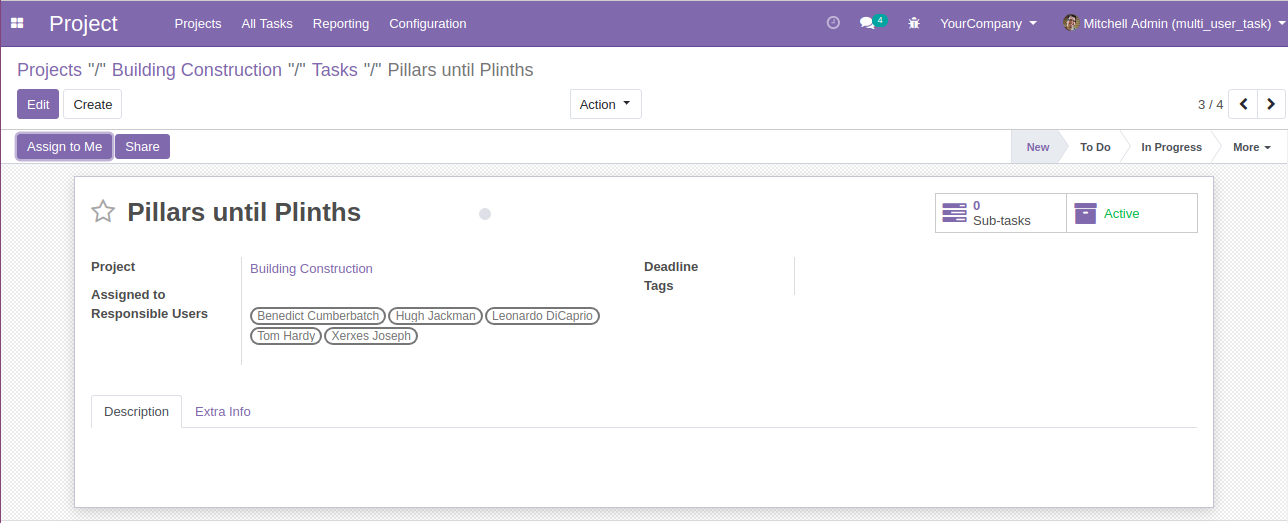 Project Projects All Tasks Reporting Configuration 4 YourCompany Mitchell Admin (multi_user_task)
Projects "/" Building Construction "/" Tasks "/" Pillars until Plinths
Edit Create Action 3 / 4
Assign to Me Share New To Do In Progress More
Pillars until Plinths
0
Sub-tasks
Active
Project Building Construction
Deadline
Tags
Assigned to
Responsible Users
Benedict Cumberbatch Hugh Jackman Leonardo DiCaprio
Tom Hardy Xerxes Joseph
Description Extra Info